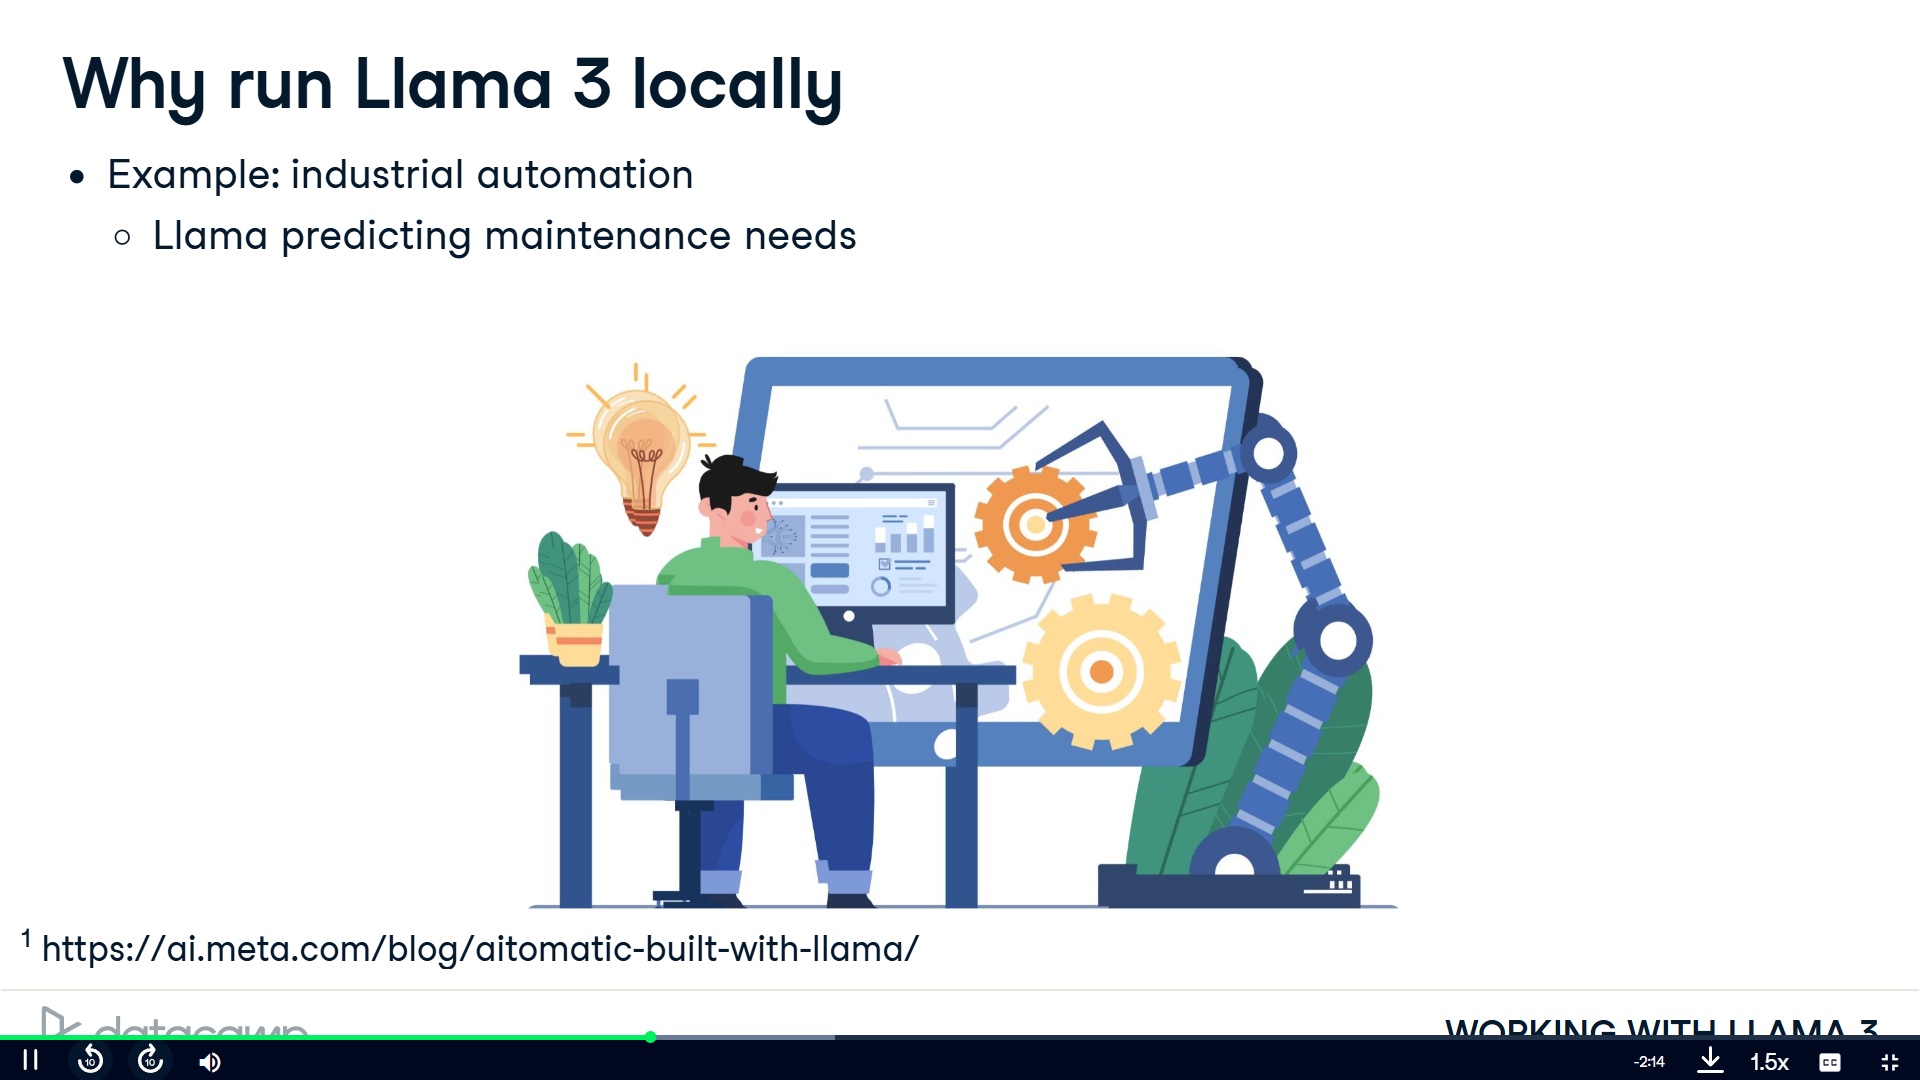 Why run Llama 3 locally
• Example: industrial automation
○ Llama predicting maintenance needs
1 https://ai.meta.com/blog/aitomatic-built-with-llama/
datacamp
WORKING WITH LLAMA 3
10
10
-2:14
1.5x
CC